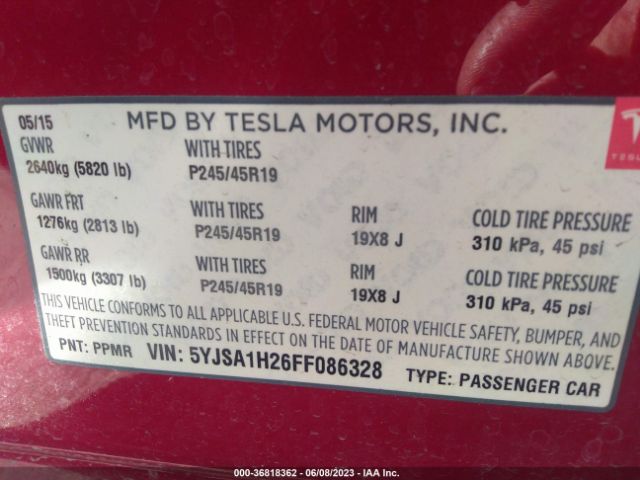 05/15 MFD BY TESLA MOTORS, INC.
GVWR WITH TIRES
2640kg (5820 lb) P245/45R19
GAWR FRT WITH TIRES RIM COLD TIRE PRESSURE
1276kg (2813 lb) P245/45R19 19X8 J 310 kPa, 45 psi
GAWR RR WITH TIRES RIM COLD TIRE PRESSURE
1500kg (3307 lb) P245/45R19 19X8 J 310 kPa, 45 psi
THIS VEHICLE CONFORMS TO ALL APPLICABLE U.S. FEDERAL MOTOR VEHICLE SAFETY, BUMPER, AND
THEFT PREVENTION STANDARDS IN EFFECT ON THE DATE OF MANUFACTURE SHOWN ABOVE.
PNT: PPMR VIN: 5YJSA1H26FF086328 TYPE: PASSENGER CAR
000-36818362 - 06/08/2023 - IAA Inc.